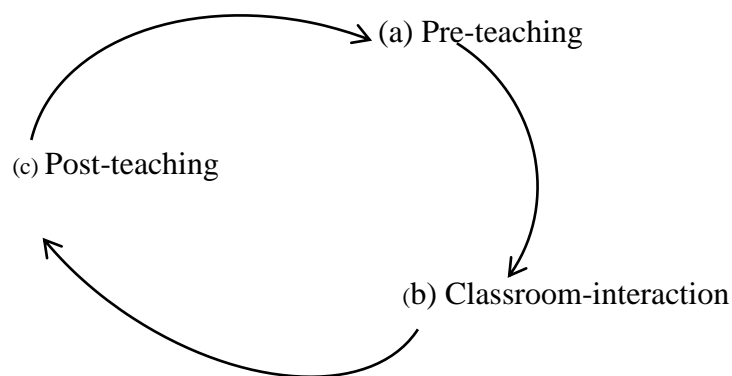 (a) Pre-teaching
(c) Post-teaching
(b) Classroom-interaction